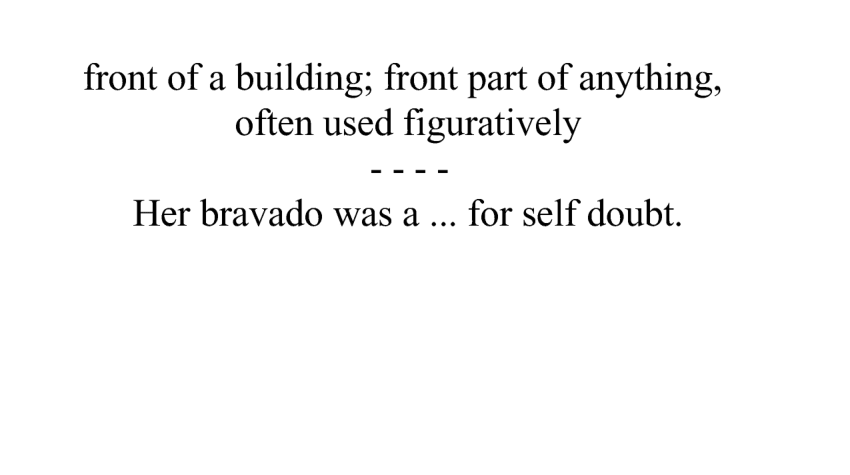 front of a building; front part of anything,
often used figuratively
- - - -
Her bravado was a ... for self doubt.